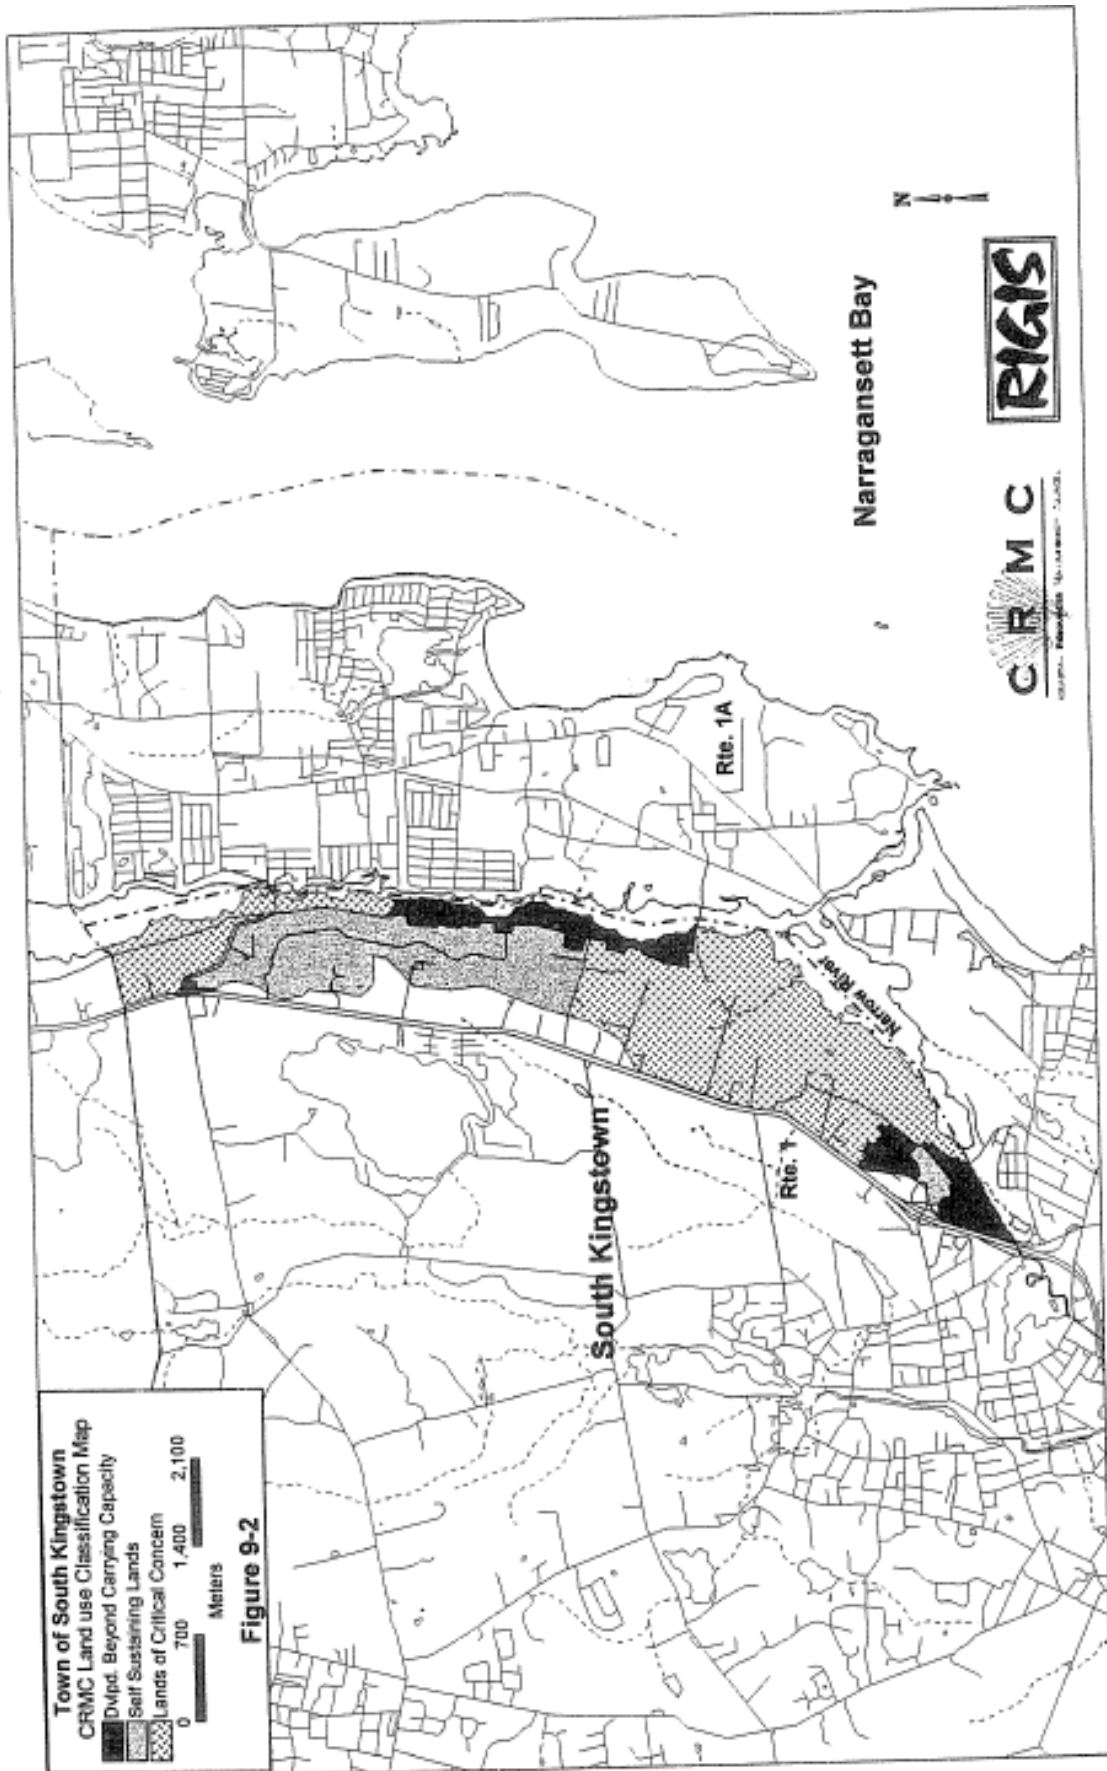 Town of South Kingstown
CRMC Land use Classification Map
Dvlpd. Beyond Carrying Capacity
Self Sustaining Lands
Lands of Critical Concern
0 700 1,400 2,100
Meters
Figure 9-2
South Kingstown
Rte. 1
Narrow River
Rte. 1A
Narragansett Bay
N
CRMC
RIGIS